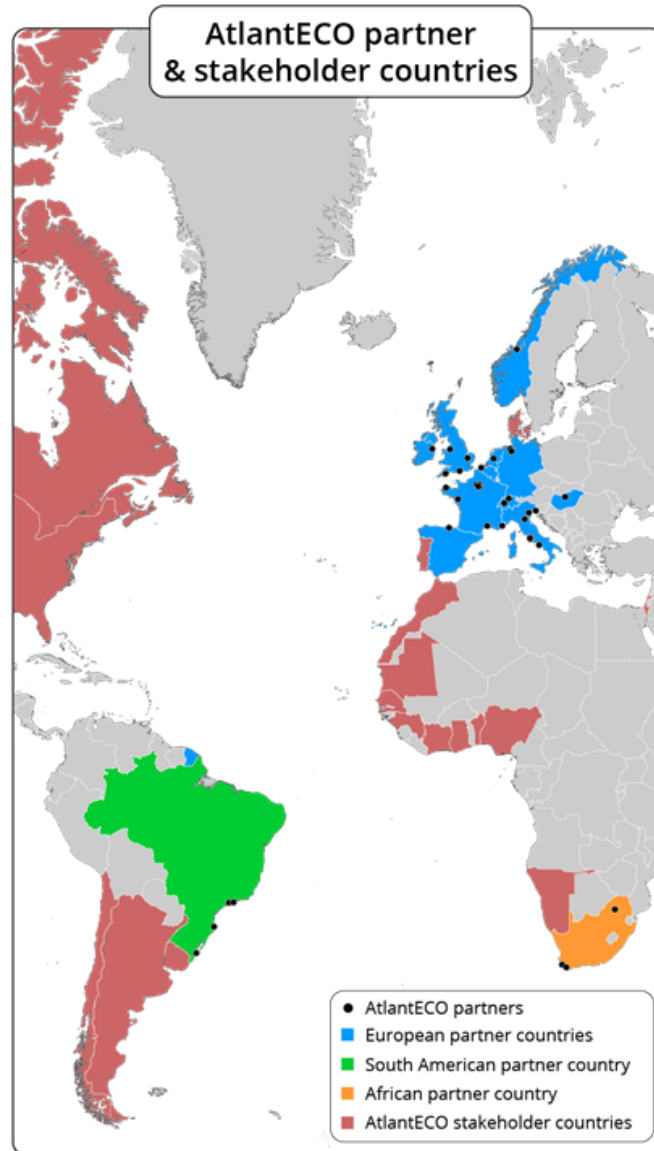 AtlantECO partner
& stakeholder countries
AtlantECO partners
European partner countries
South American partner country
African partner country
AtlantECO stakeholder countries